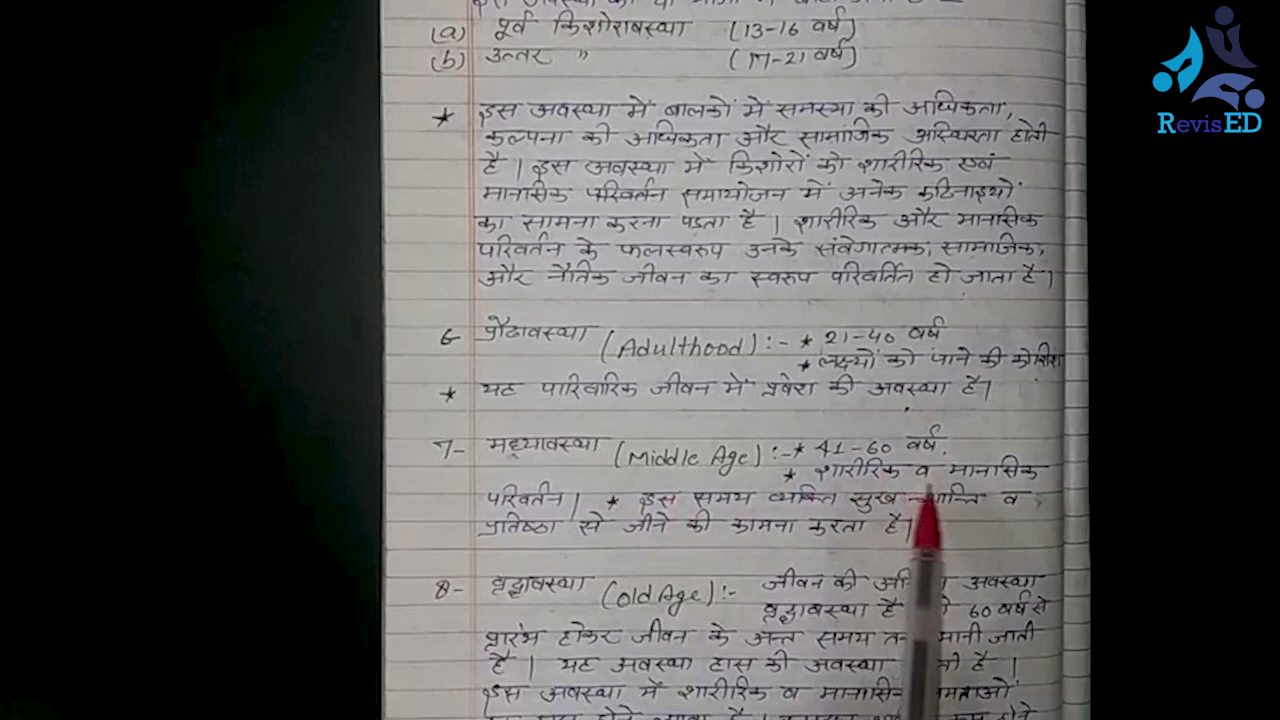 इस अवस्था को दो भागों में
(a) पूर्व किशोरावस्था (13-16 वर्ष)
(b) उत्तर " (17-21 वर्ष)
* इस अवस्था में बालकों में समस्या की अधिकता,
कल्पना की अधिकता और सामाजिक अस्थिरता होती
है। इस अवस्था में किशोरों को शारीरिक एवं
मानसिक परिवर्तन समायोजन में अनेक कठिनाइयों
का सामना करना पड़ता है। शारीरिक और मानसिक
परिवर्तन के फलस्वरूप उनके संवेगात्मक, सामाजिक,
और नैतिक जीवन का स्वरूप परिवर्तित हो जाता है।
6- प्रौढावस्था (Adulthood) :- * 21-40 वर्ष
* लक्ष्यों को पाने की कोशिश
* यह पारिवारिक जीवन में प्रवेश की अवस्था है।
7- मध्यावस्था (Middle Age) :- * 41-60 वर्ष.
* शारीरिक व मानसिक
परिवर्तन। * इस समय व्यक्ति सुख शान्ति व
प्रतिष्ठा से जीने की कामना करता है।
8- वृद्धावस्था (Old Age) :- जीवन की अवस्था
वृद्धावस्था है 60 वर्ष से
प्रारंभ होकर जीवन के अन्त समय मानी जाती
है। यह अवस्था ह्रास की अवस्था है।
इस अवस्था में शारीरिक व
RevisED